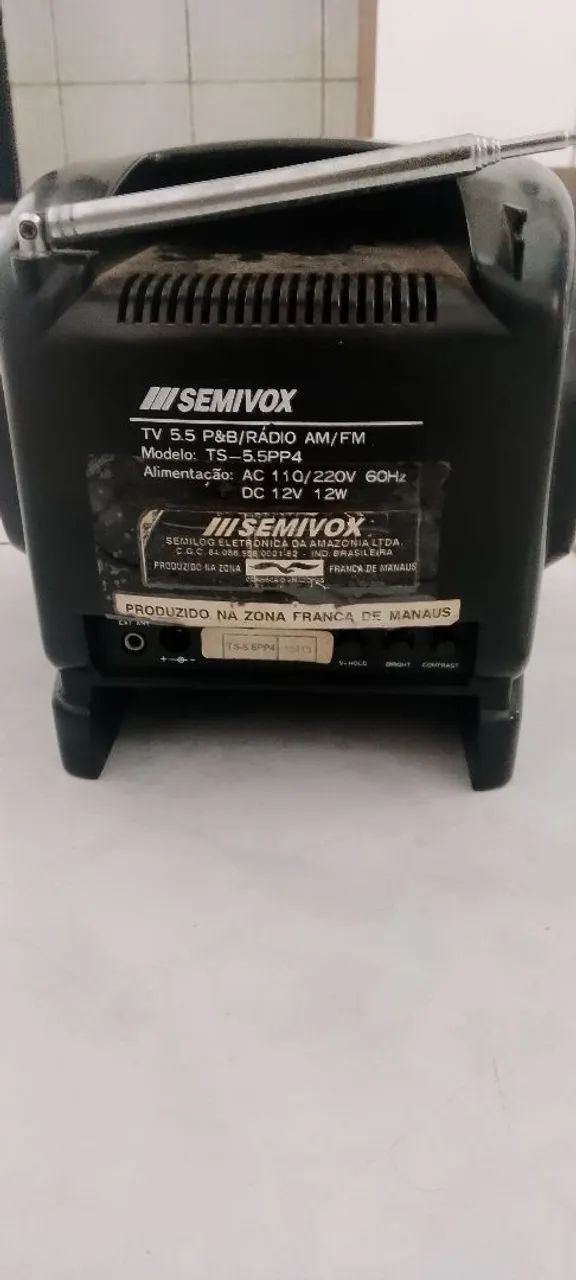 SEMIVOX
TV 5.5 P&B/RÁDIO AM/FM
Modelo: TS-5.5PP4
Alimentação: AC 110/220V 60Hz
DC 12V 12W
SEMIVOX
SEMILOG ELETRÔNICA DA AMAZONIA LTDA.
C.G.C. - IND. BRASILEIRA
PRODUZIDO NA ZONA FRANCA DE MANAUS
PRODUZIDO NA ZONA FRANCA DE MANAUS
EXT ANT
TS-5.5PP4
V-HOLD BRIGHT CONTRAST